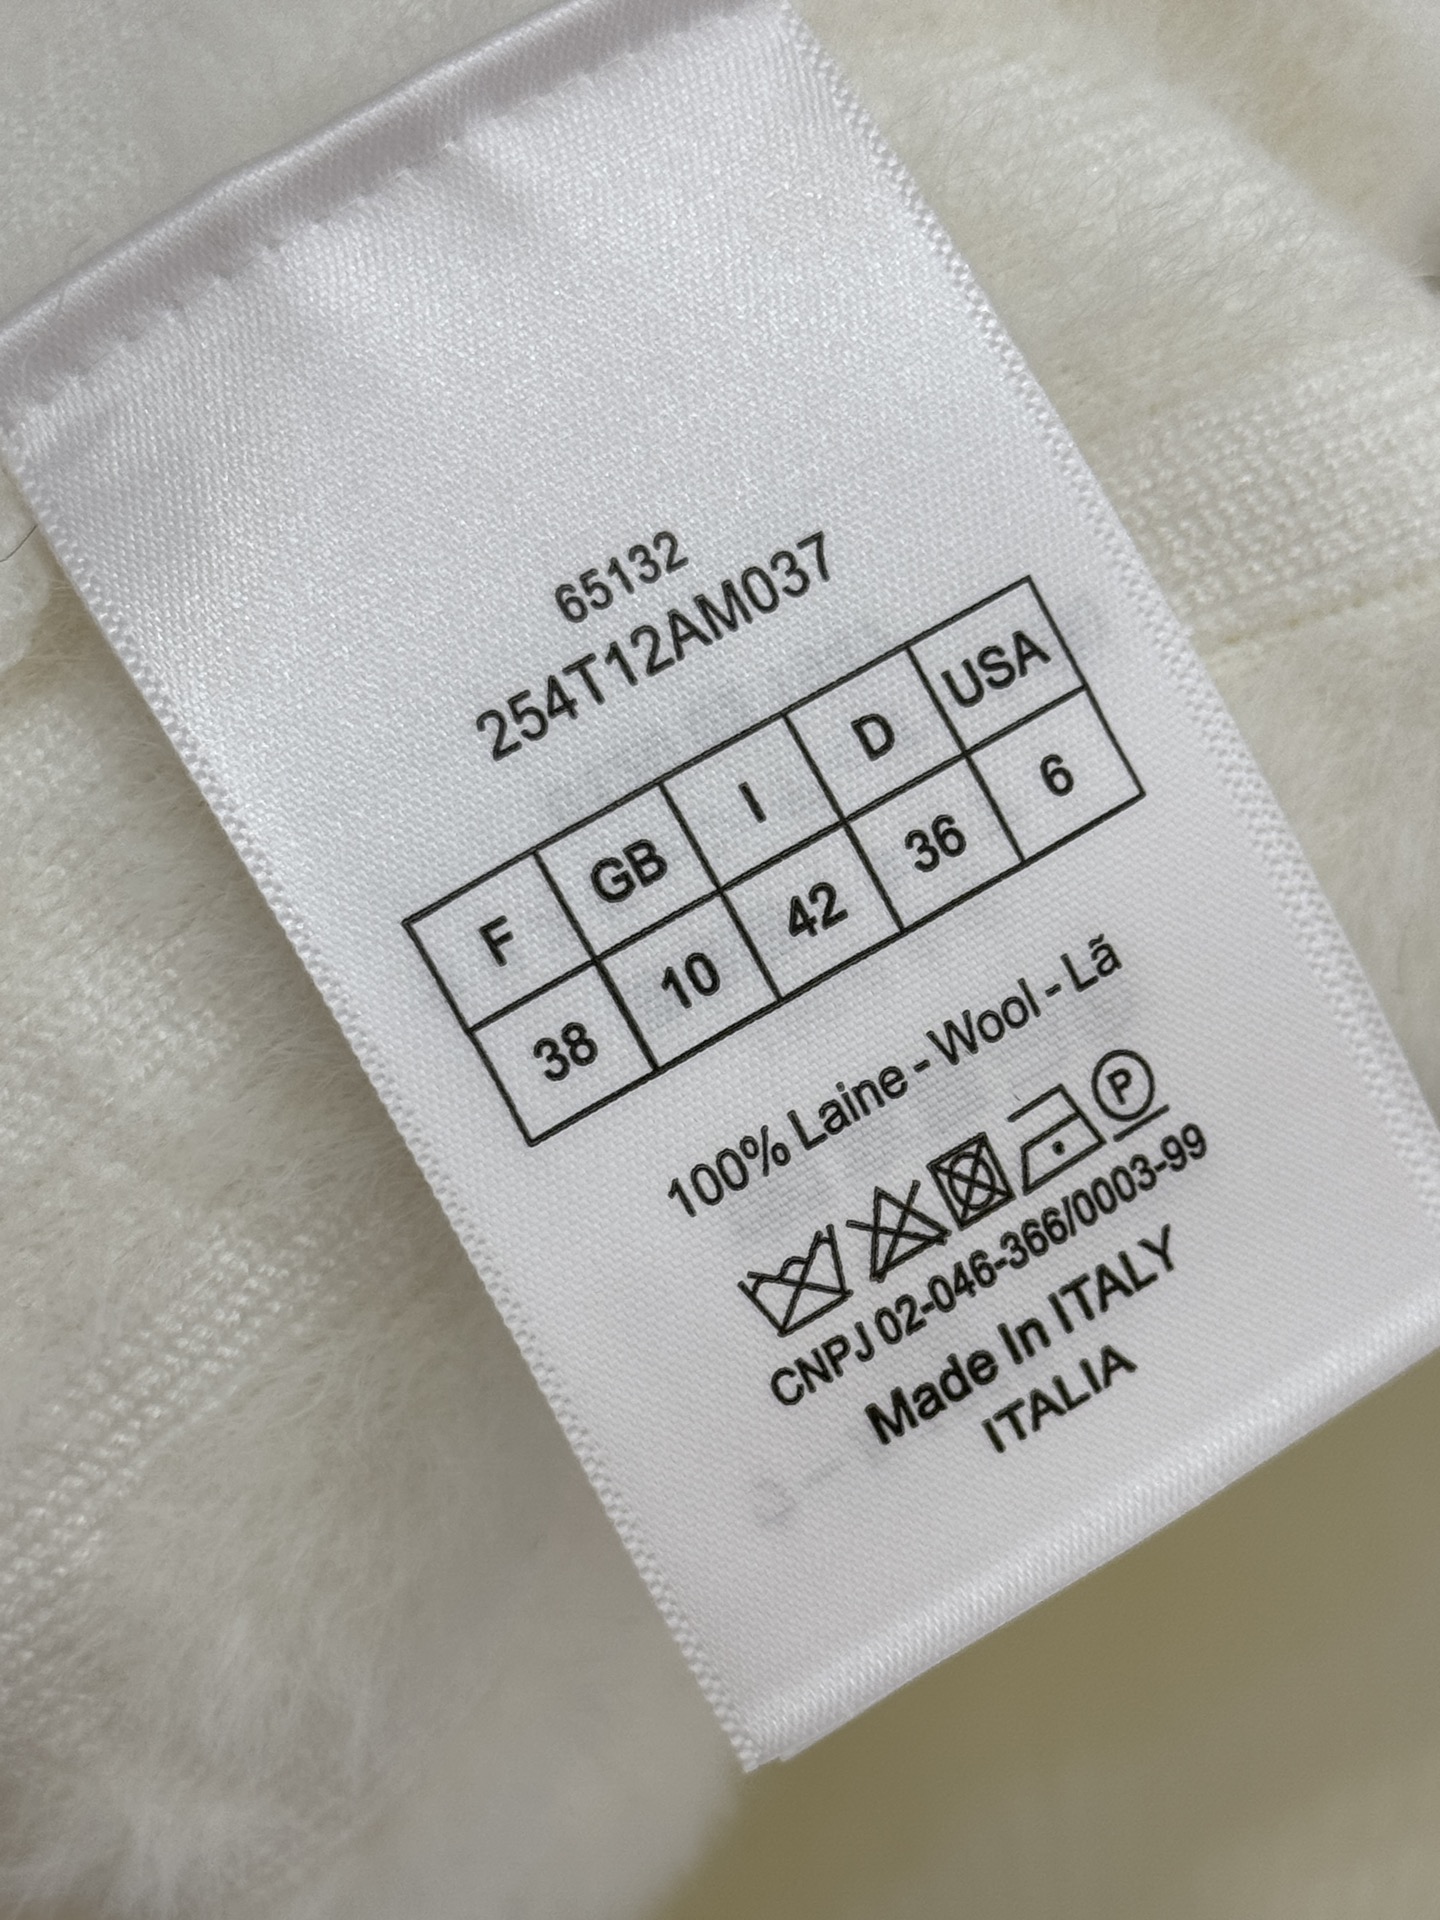 65132
254T12AM037
F GB I D USA
38 10 42 36 6
100% Laine - Wool - Lã
P
CNPJ 02-046-366/0003-99
Made In ITALY
ITALIA